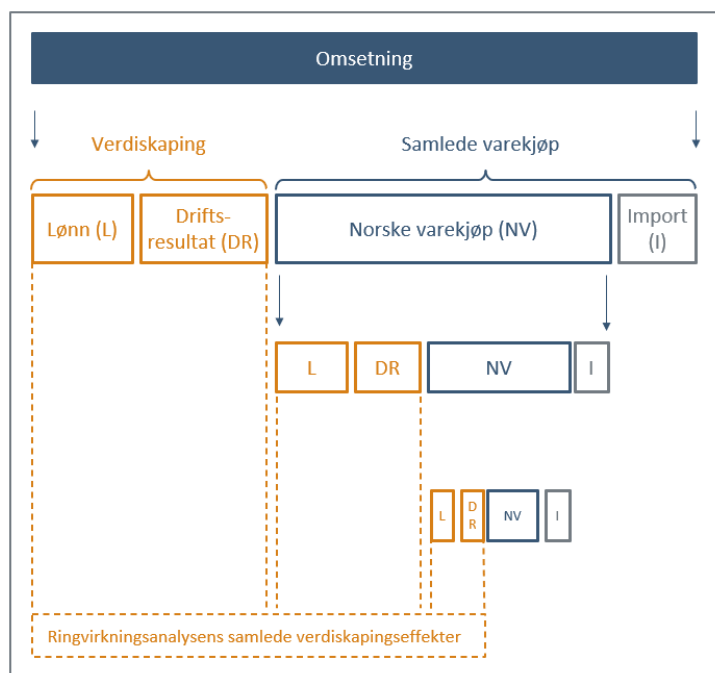 Omsetning
Verdiskaping
Samlede varekjøp
Lønn (L)
Drifts-
resultat (DR)
Norske varekjøp (NV)
Import
(I)
L
DR
NV
I
L
D
R
NV
I
Ringvirkningsanalysens samlede verdiskapingseffekter